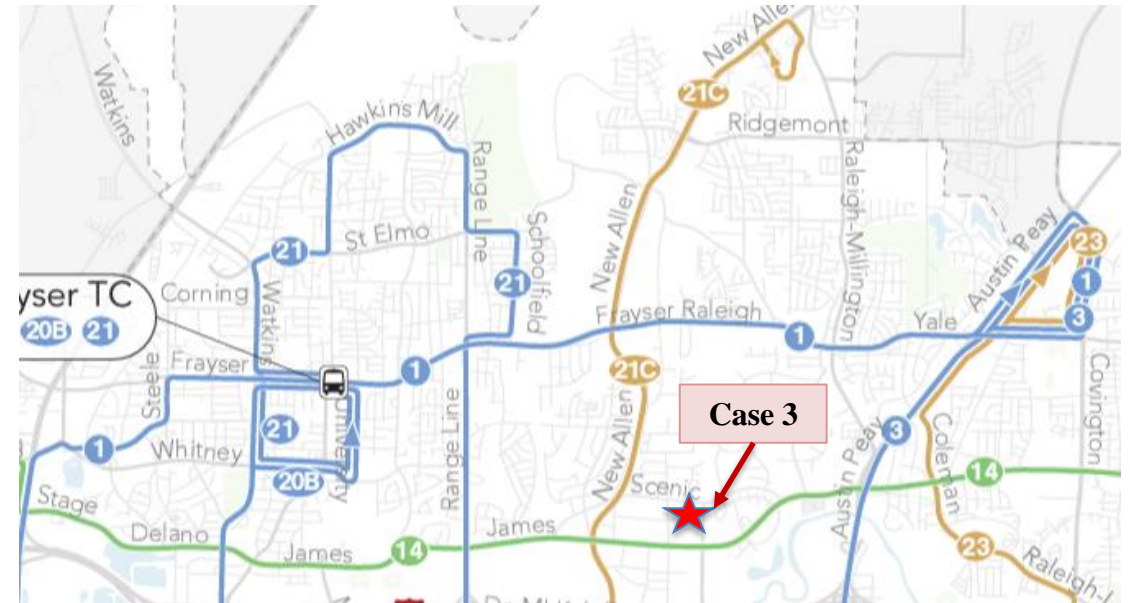 New Allen
Watkins
21C
Hawkins Mill
Ridgemont
Range Line
Raleigh-Millington
Schoolfield
New Allen
St Elmo
21
Austin Peay
23
yser TC
20B 21
Corning
Watkins
21
1
Frayser Raleigh
Yale
3
1
Steele
Frayser
1
21C
Covington
Case 3
University
21
Range Line
New Allen
Austin Peay
3
Coleman
1
Whitney
20B
Scenic
14
Stage
Delano
James
14
James
23